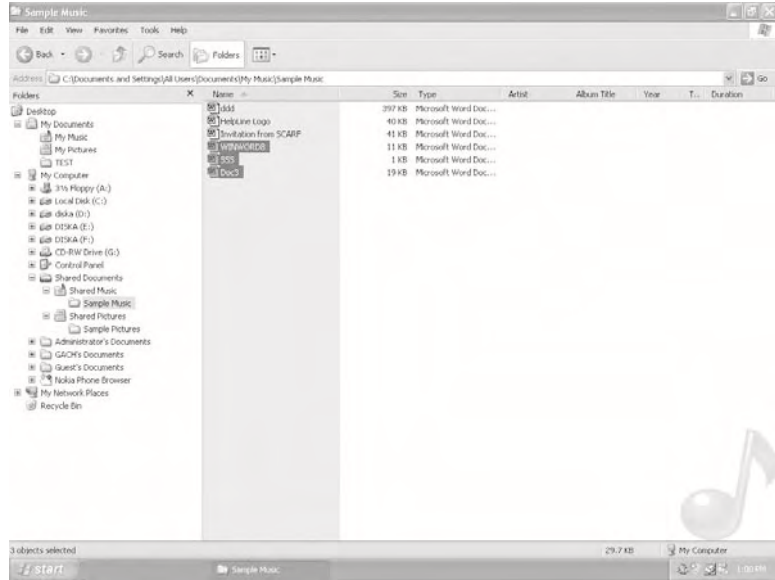 Sample Music
File Edit View Favorites Tools Help
Back Search Folders
Address C:\Documents and Settings\All Users\Documents\My Music\Sample Music Go
Folders X Name Size Type Artist Album Title Year T... Duration
Desktop
My Documents
My Music
My Pictures
TEST
My Computer
3½ Floppy (A:)
Local Disk (C:)
diska (D:)
DISKA (E:)
DISKA (F:)
CD-RW Drive (G:)
Control Panel
Shared Documents
Shared Music
Sample Music
Shared Pictures
Sample Pictures
Administrator's Documents
GACH's Documents
Guest's Documents
Nokia Phone Browser
My Network Places
Recycle Bin
ddd 397 KB Microsoft Word Doc...
HelpLine Logo 40 KB Microsoft Word Doc...
Invitation from SCARF 41 KB Microsoft Word Doc...
WINWORD8 11 KB Microsoft Word Doc...
555 1 KB Microsoft Word Doc...
Doc3 19 KB Microsoft Word Doc...
3 objects selected 29.7 KB My Computer
start Sample Music 1:00 PM